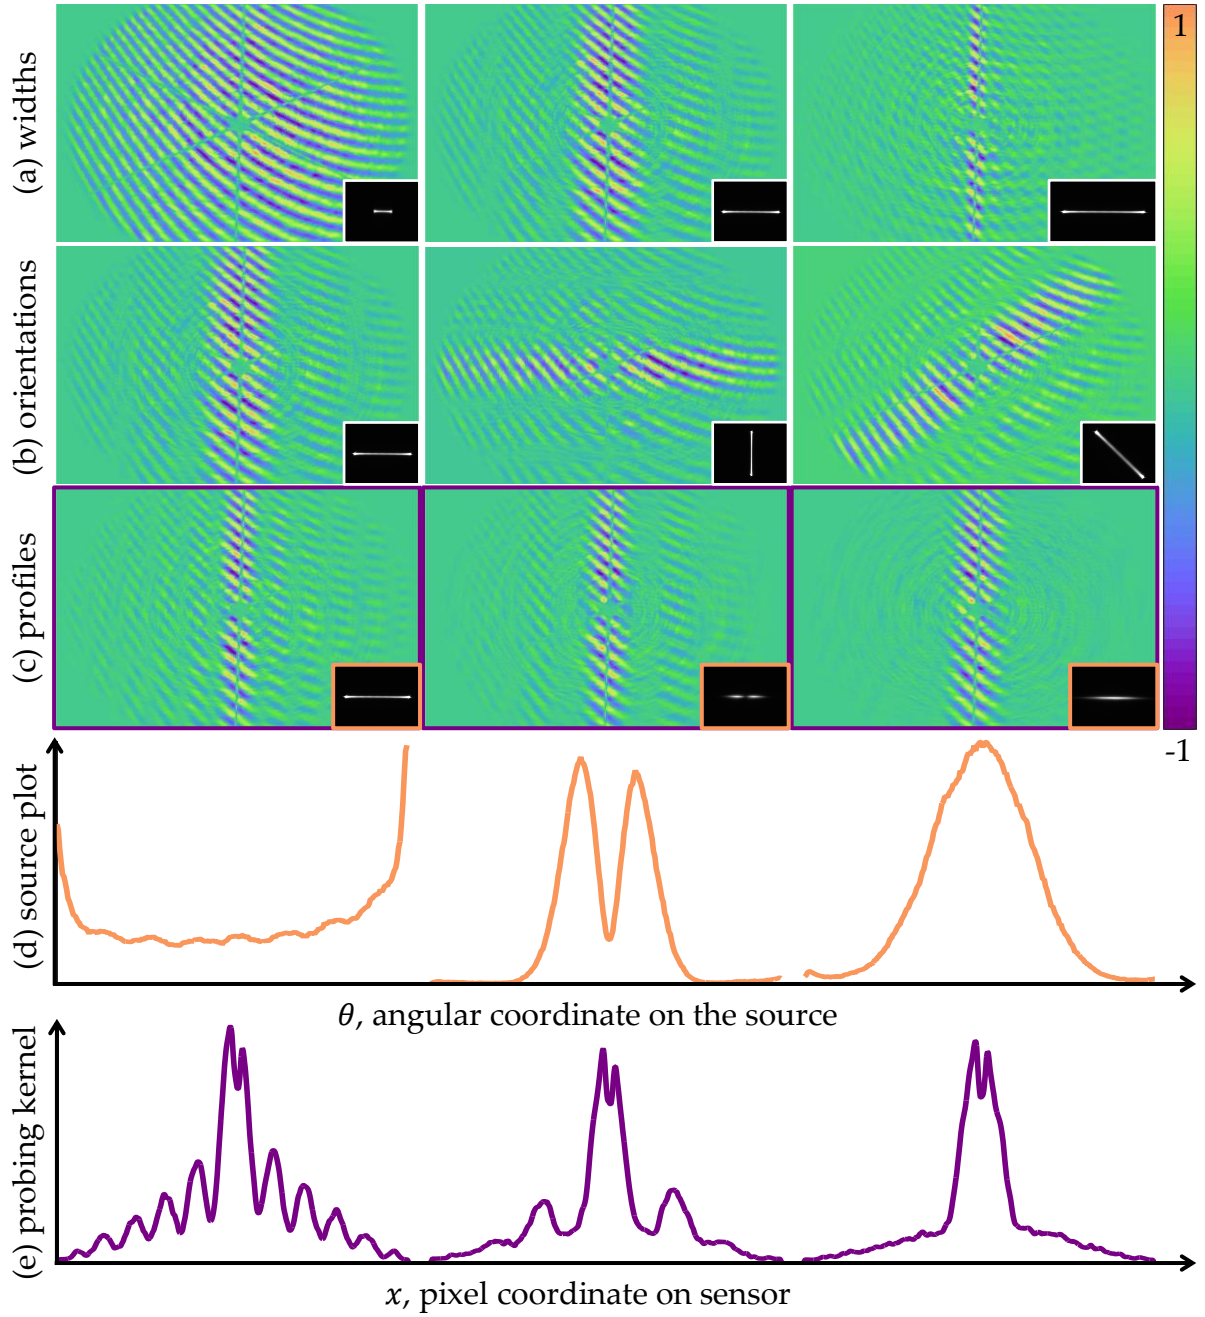 (a) widths
1
(b) orientations
(c) profiles
-1
(d) source plot
θ, angular coordinate on the source
(e) probing kernel
x, pixel coordinate on sensor